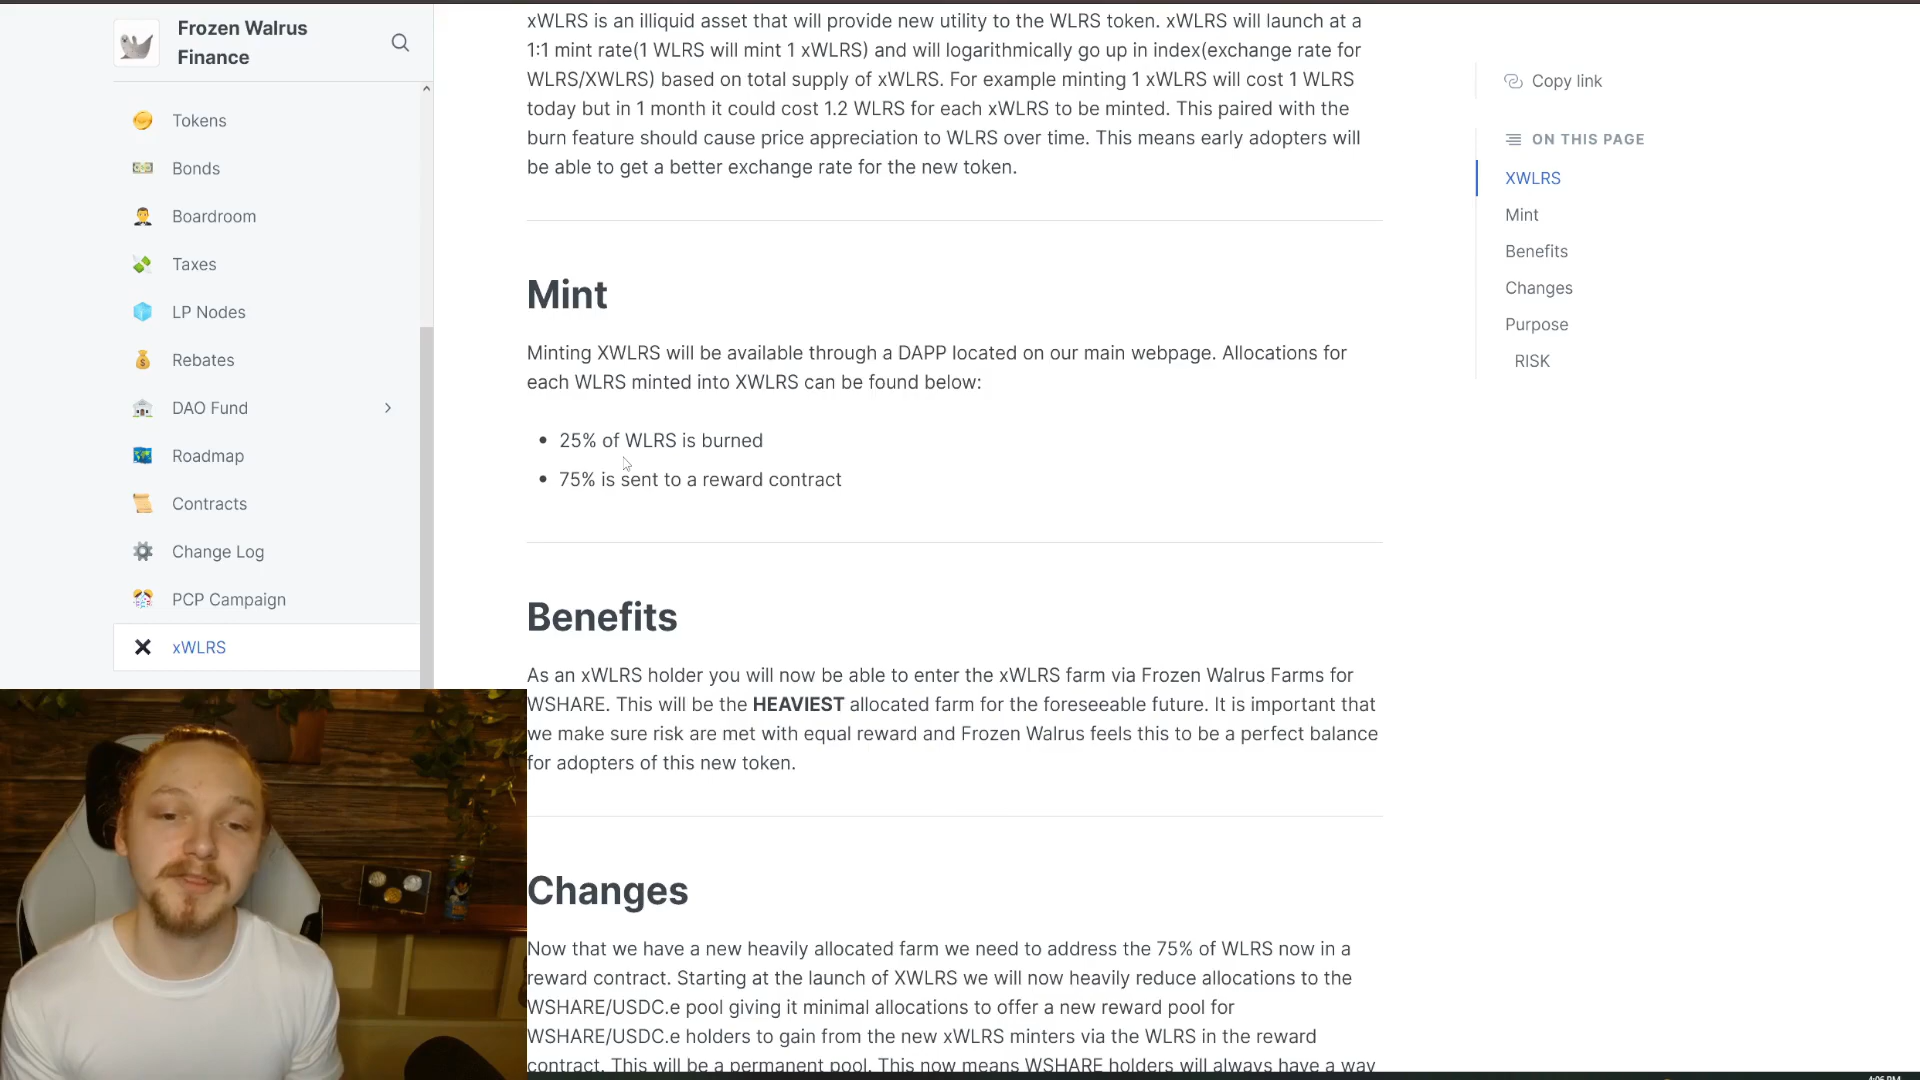 Frozen Walrus
Finance
Tokens
Bonds
Boardroom
Taxes
LP Nodes
Rebates
DAO Fund
Roadmap
Contracts
Change Log
PCP Campaign
xWLRS
xWLRS is an illiquid asset that will provide new utility to the WLRS token. xWLRS will launch at a
1:1 mint rate(1 WLRS will mint 1 xWLRS) and will logarithmically go up in index(exchange rate for
WLRS/XWLRS) based on total supply of xWLRS. For example minting 1 xWLRS will cost 1 WLRS
today but in 1 month it could cost 1.2 WLRS for each xWLRS to be minted. This paired with the
burn feature should cause price appreciation to WLRS over time. This means early adopters will
be able to get a better exchange rate for the new token.
Mint
Minting XWLRS will be available through a DAPP located on our main webpage. Allocations for
each WLRS minted into XWLRS can be found below:
• 25% of WLRS is burned
• 75% is sent to a reward contract
Benefits
As an xWLRS holder you will now be able to enter the xWLRS farm via Frozen Walrus Farms for
WSHARE. This will be the HEAVIEST allocated farm for the foreseeable future. It is important that
we make sure risk are met with equal reward and Frozen Walrus feels this to be a perfect balance
for adopters of this new token.
Changes
Now that we have a new heavily allocated farm we need to address the 75% of WLRS now in a
reward contract. Starting at the launch of XWLRS we will now heavily reduce allocations to the
WSHARE/USDC.e pool giving it minimal allocations to offer a new reward pool for
WSHARE/USDC.e holders to gain from the new xWLRS minters via the WLRS in the reward
contract. This will be a permanent pool. This now means WSHARE holders will always have a way
Copy link
ON THIS PAGE
XWLRS
Mint
Benefits
Changes
Purpose
RISK